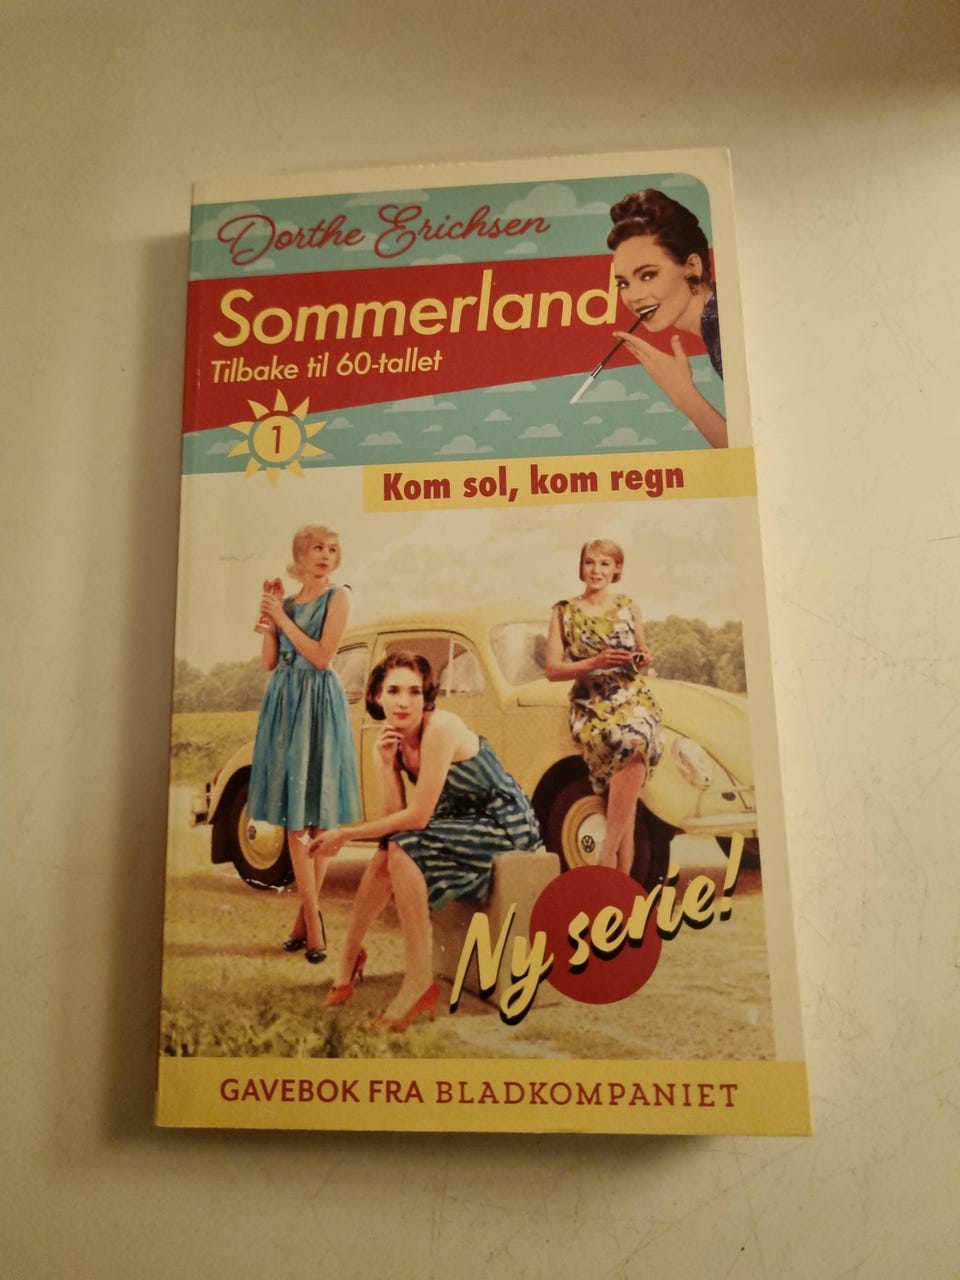 Dorthe Erichsen
Sommerland
Tilbake til 60-tallet
1
Kom sol, kom regn
Ny serie!
GAVEBOK FRA BLADKOMPANIET